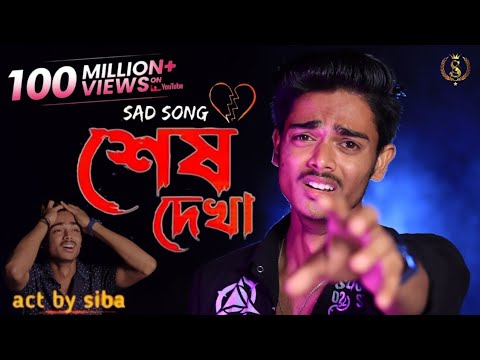 100 MILLION+
VIEWS ON
YouTube
SAD SONG
শেষ
দেখা
act by siba
S